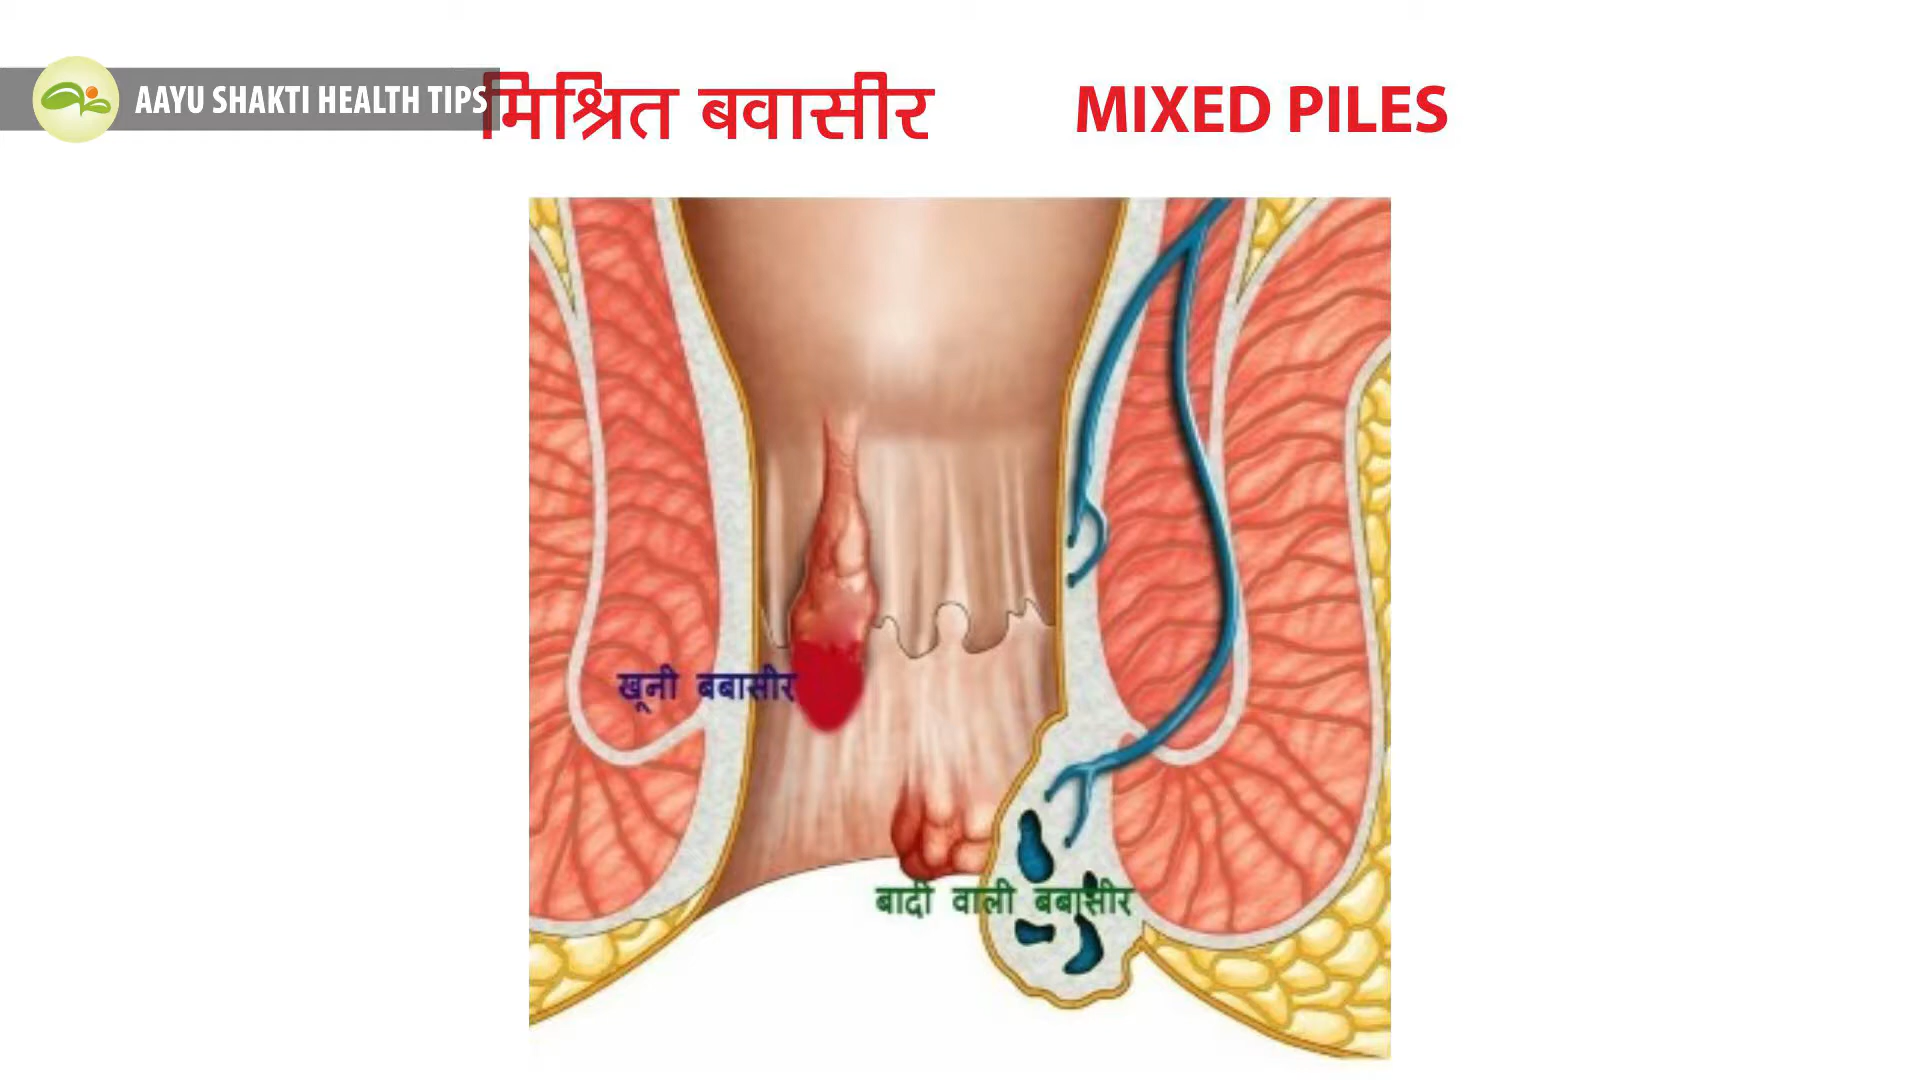 AAYU SHAKTI HEALTH TIPS
मिश्रित बवासीर
MIXED PILES
खूनी बबासीर
बादी वाली बबासीर